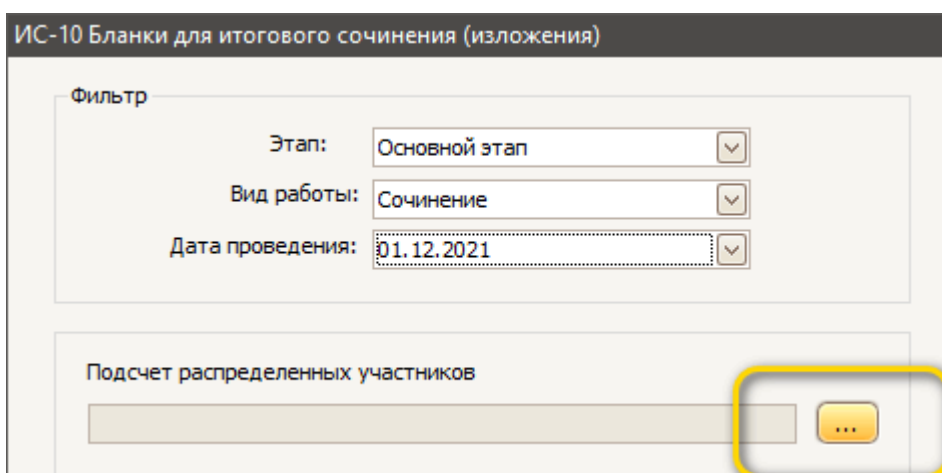 ИС-10 Бланки для итогового сочинения (изложения)
Фильтр
Этап: Основной этап
Вид работы: Сочинение
Дата проведения: 01.12.2021
Подсчет распределенных участников
...